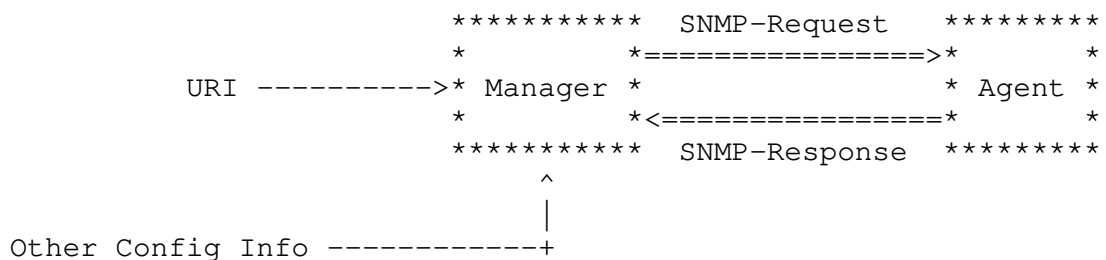 ***********  SNMP-Request   *********
*         *================>*       *
URI ---------->* Manager *                * Agent *
*         *<================*       *
***********  SNMP-Response  *********
^
|
Other Config Info ------------+